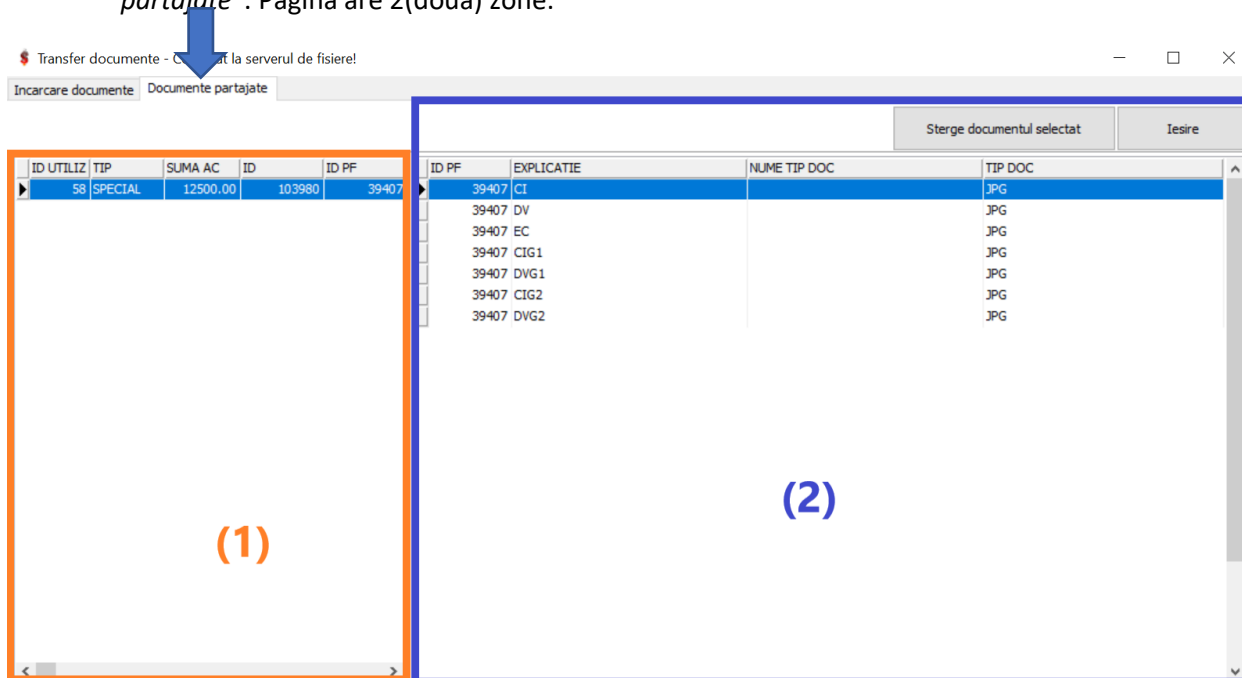 partajate". Pagina are 2(doua) zone:
Transfer documente - C at la serverul de fisiere!
Incarcare documente Documente partajate
Sterge documentul selectat Iesire
ID UTILIZ TIP SUMA AC ID ID PF
58 SPECIAL 12500.00 103980 39407
ID PF EXPLICATIE NUME TIP DOC TIP DOC
39407 CI JPG
39407 DV JPG
39407 EC JPG
39407 CIG1 JPG
39407 DVG1 JPG
39407 CIG2 JPG
39407 DVG2 JPG
(1)
(2)